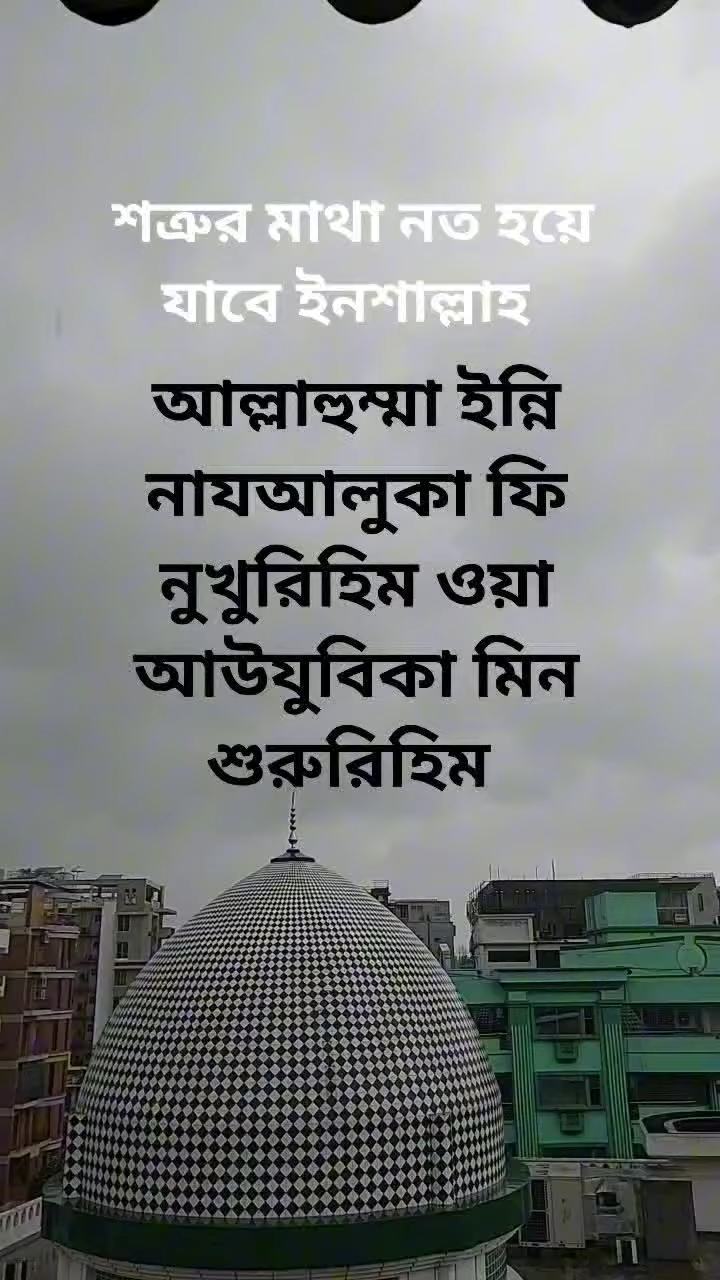 শত্রুর মাথা নত হয়ে
যাবে ইনশাল্লাহ
আল্লাহুম্মা ইন্নি
নাযআলুকা ফি
নুখুরিহিম ওয়া
আউযুবিকা মিন
শুরুরিহিম